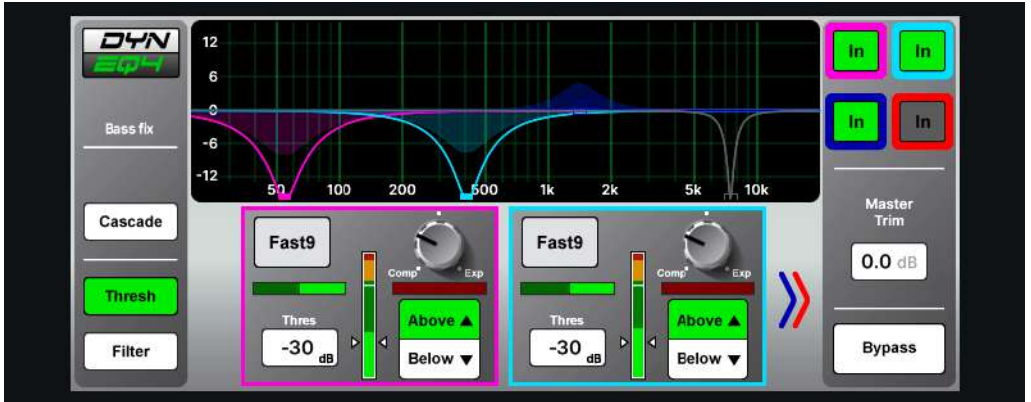 DYN
EQ4
Bass fix
Cascade
Thresh
Filter
12
6
0
-6
-12
50 100 200 500 1k 2k 5k 10k
Fast9
Comp Exp
Thres
-30 dB
Above ▲
Below ▼
Fast9
Comp Exp
Thres
-30 dB
Above ▲
Below ▼
In In
In In
Master
Trim
0.0 dB
Bypass